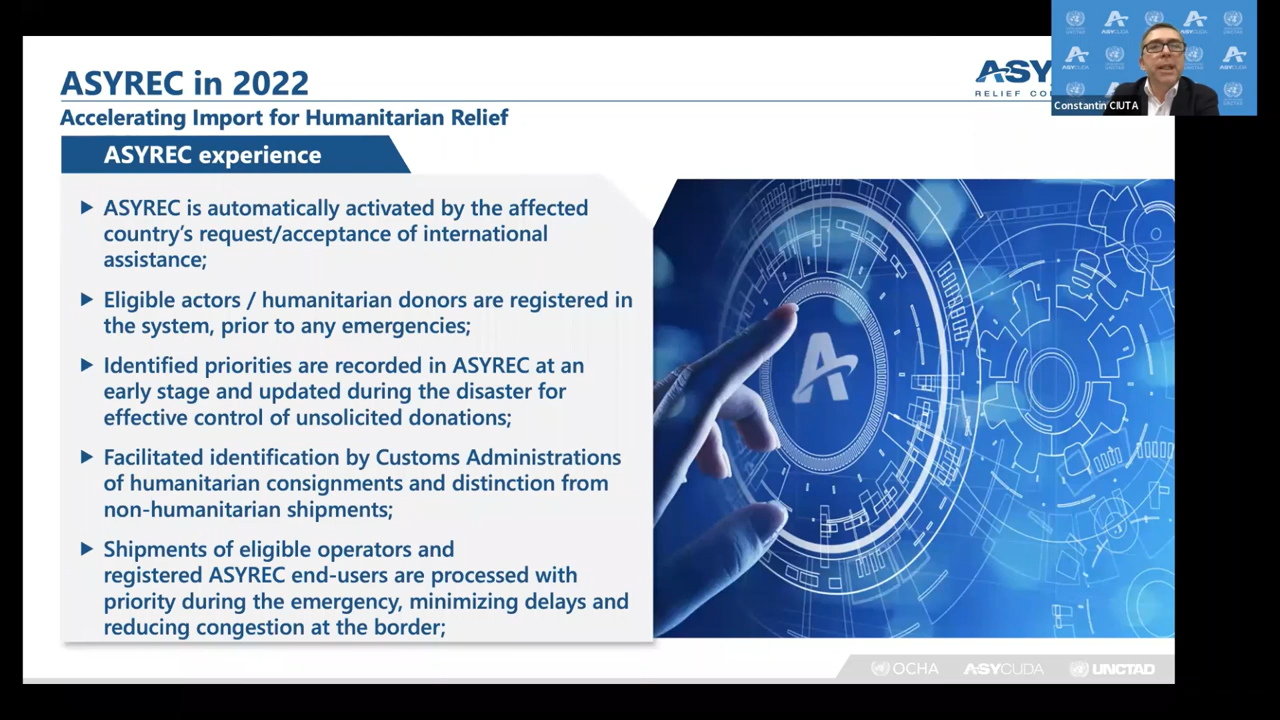 ASYREC in 2022
Accelerating Import for Humanitarian Relief
ASYREC experience
ASYREC is automatically activated by the affected
country's request/acceptance of international
assistance;
Eligible actors / humanitarian donors are registered in
the system, prior to any emergencies;
Identified priorities are recorded in ASYREC at an
early stage and updated during the disaster for
effective control of unsolicited donations;
Facilitated identification by Customs Administrations
of humanitarian consignments and distinction from
non-humanitarian shipments;
Shipments of eligible operators and
registered ASYREC end-users are processed with
priority during the emergency, minimizing delays and
reducing congestion at the border;
RELIEF
Constantin CIUTA
A
OCHA
ASYCUDA
UNCTAD